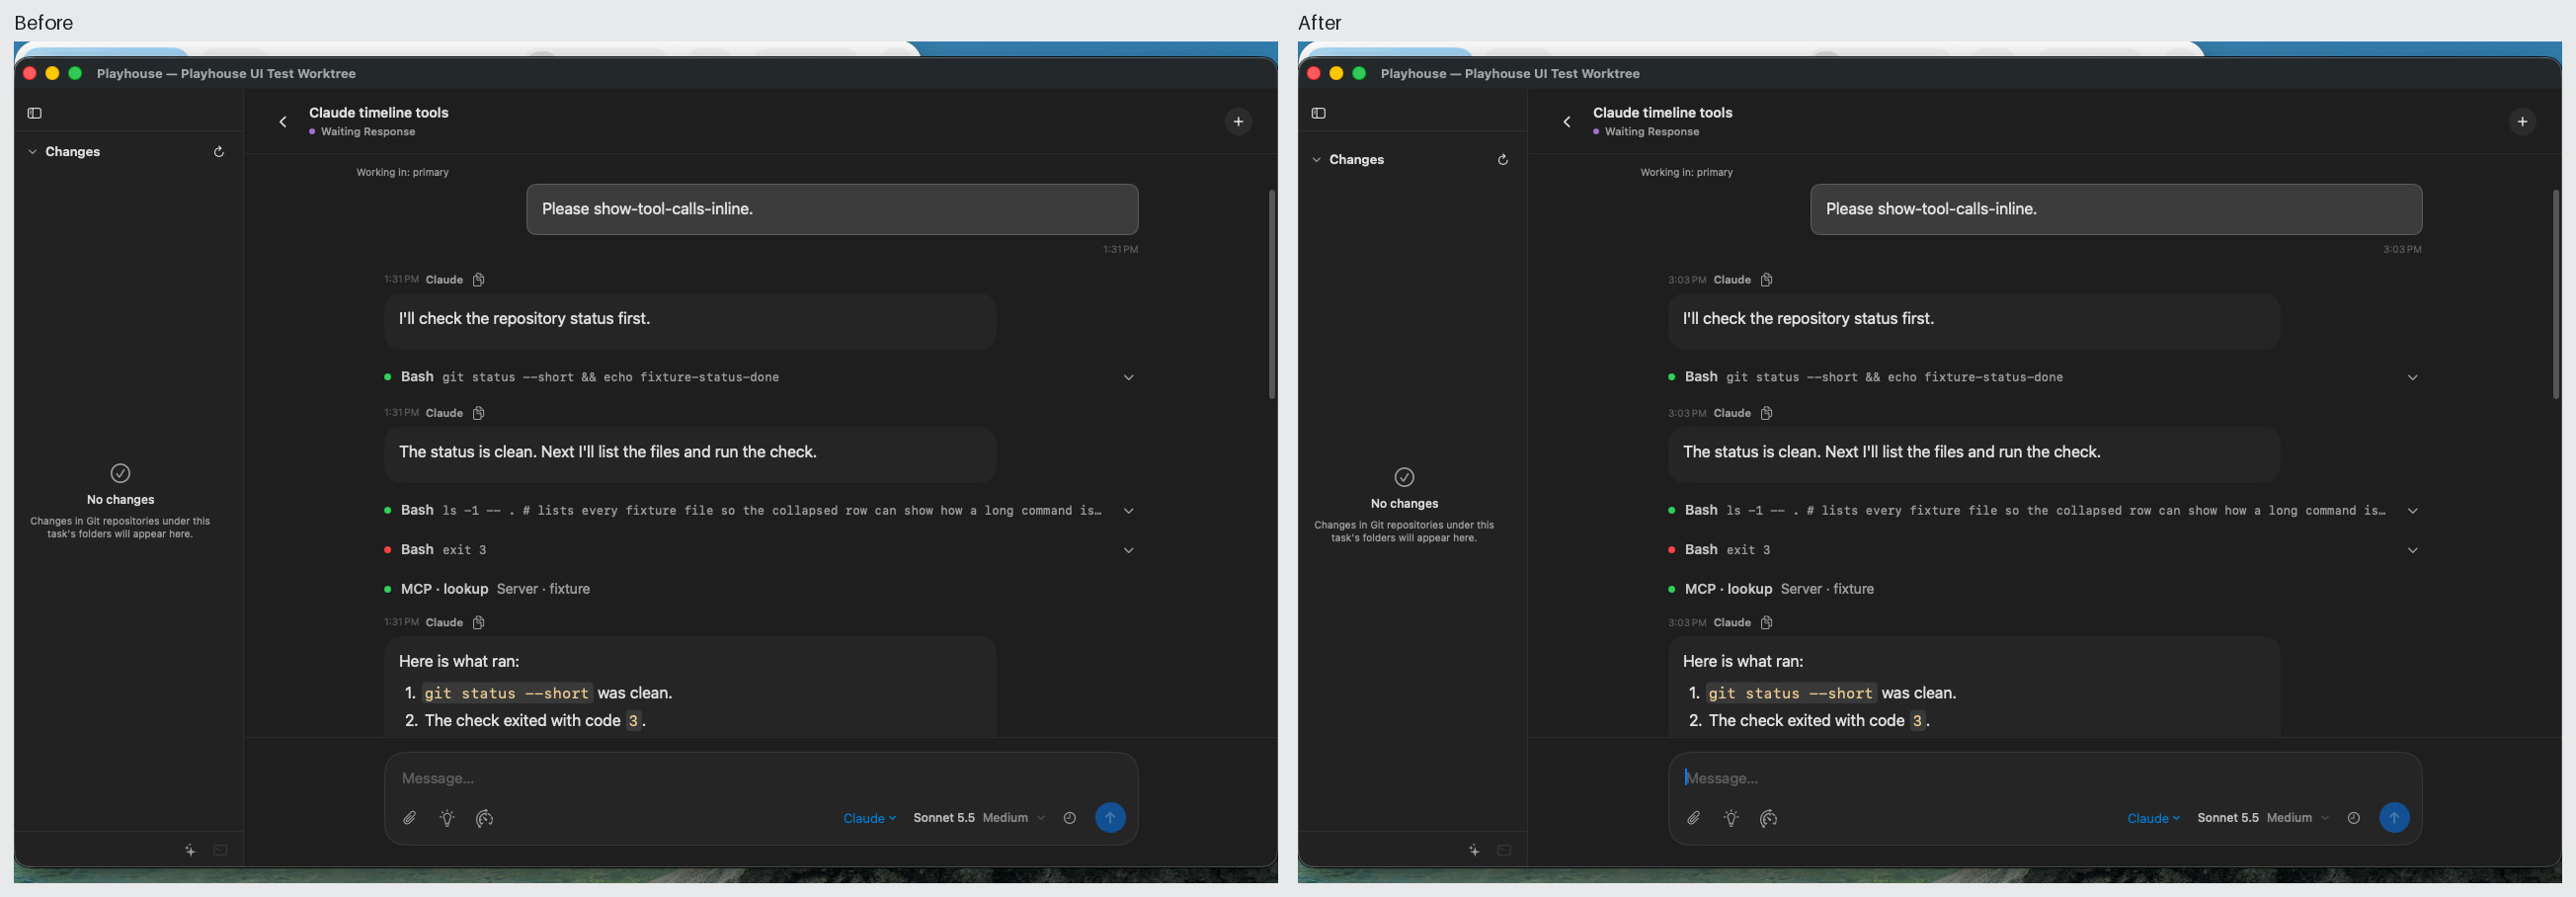 Before
Playhouse — Playhouse UI Test Worktree
Changes
Claude timeline tools
Waiting Response
Working in: primary
Please show-tool-calls-inline.
1:31 PM
1:31 PM Claude
I'll check the repository status first.
Bash git status --short && echo fixture-status-done
1:31 PM Claude
The status is clean. Next I'll list the files and run the check.
Bash ls -1 -- . # lists every fixture file so the collapsed row can show how a long command is…
Bash exit 3
MCP · lookup Server · fixture
1:31 PM Claude
Here is what ran:
1. git status --short was clean.
2. The check exited with code 3.
No changes
Changes in Git repositories under this
task's folders will appear here.
Message...
Claude Sonnet 5.5 Medium
After
Playhouse — Playhouse UI Test Worktree
Changes
Claude timeline tools
Waiting Response
Working in: primary
Please show-tool-calls-inline.
3:03 PM
3:03 PM Claude
I'll check the repository status first.
Bash git status --short && echo fixture-status-done
3:03 PM Claude
The status is clean. Next I'll list the files and run the check.
Bash ls -1 -- . # lists every fixture file so the collapsed row can show how a long command is…
Bash exit 3
MCP · lookup Server · fixture
3:03 PM Claude
Here is what ran:
1. git status --short was clean.
2. The check exited with code 3.
No changes
Changes in Git repositories under this
task's folders will appear here.
Message...
Claude Sonnet 5.5 Medium